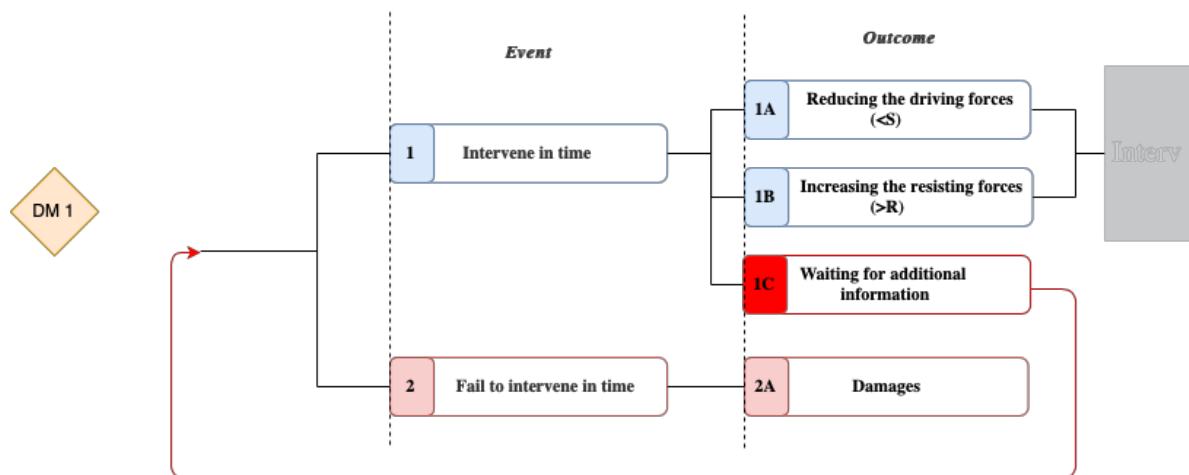 Event
Outcome
DM 1
1
Intervene in time
1A
Reducing the driving forces
(<S)
1B
Increasing the resisting forces
(>R)
1C
Waiting for additional
information
2
Fail to intervene in time
2A
Damages
Interv